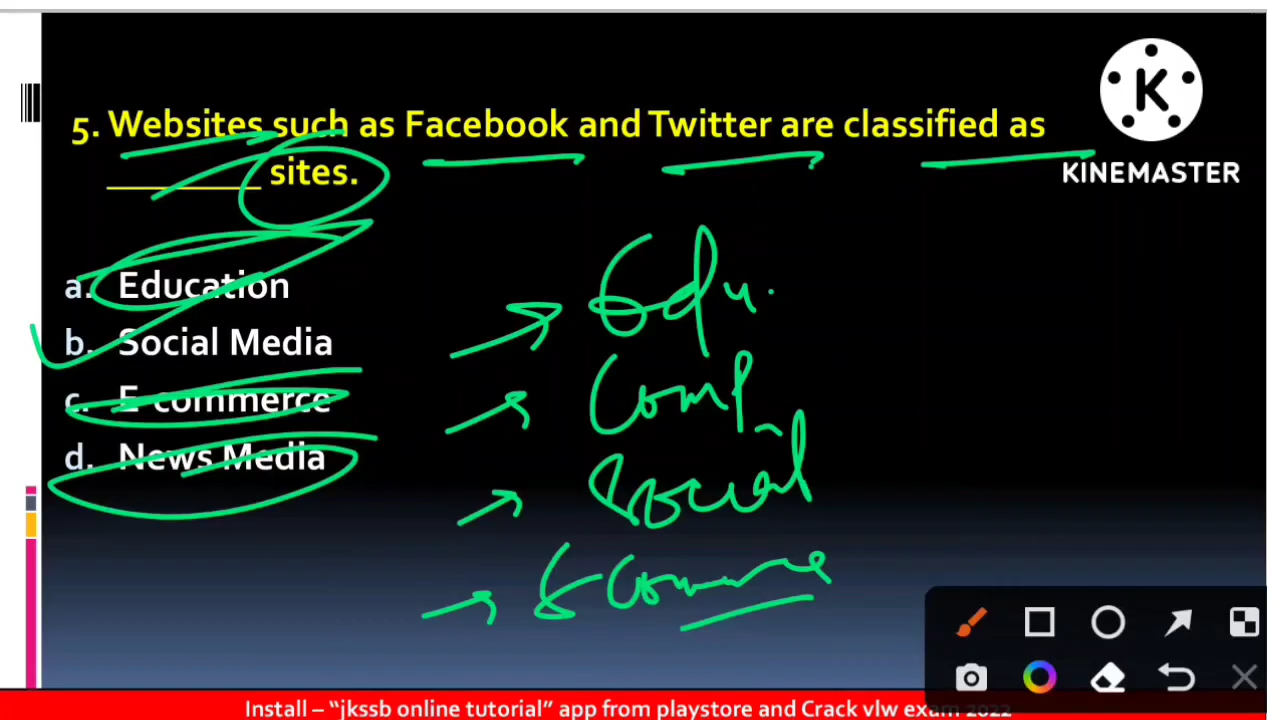 5. Websites such as Facebook and Twitter are classified as
_________ sites.
a. Education
b. Social Media
c. E-commerce
d. News Media
Edu.
Comp
Social
E Commerce
K
KINEMASTER
Install – "jkssb online tutorial" app from playstore and Crack vlw exam 2022